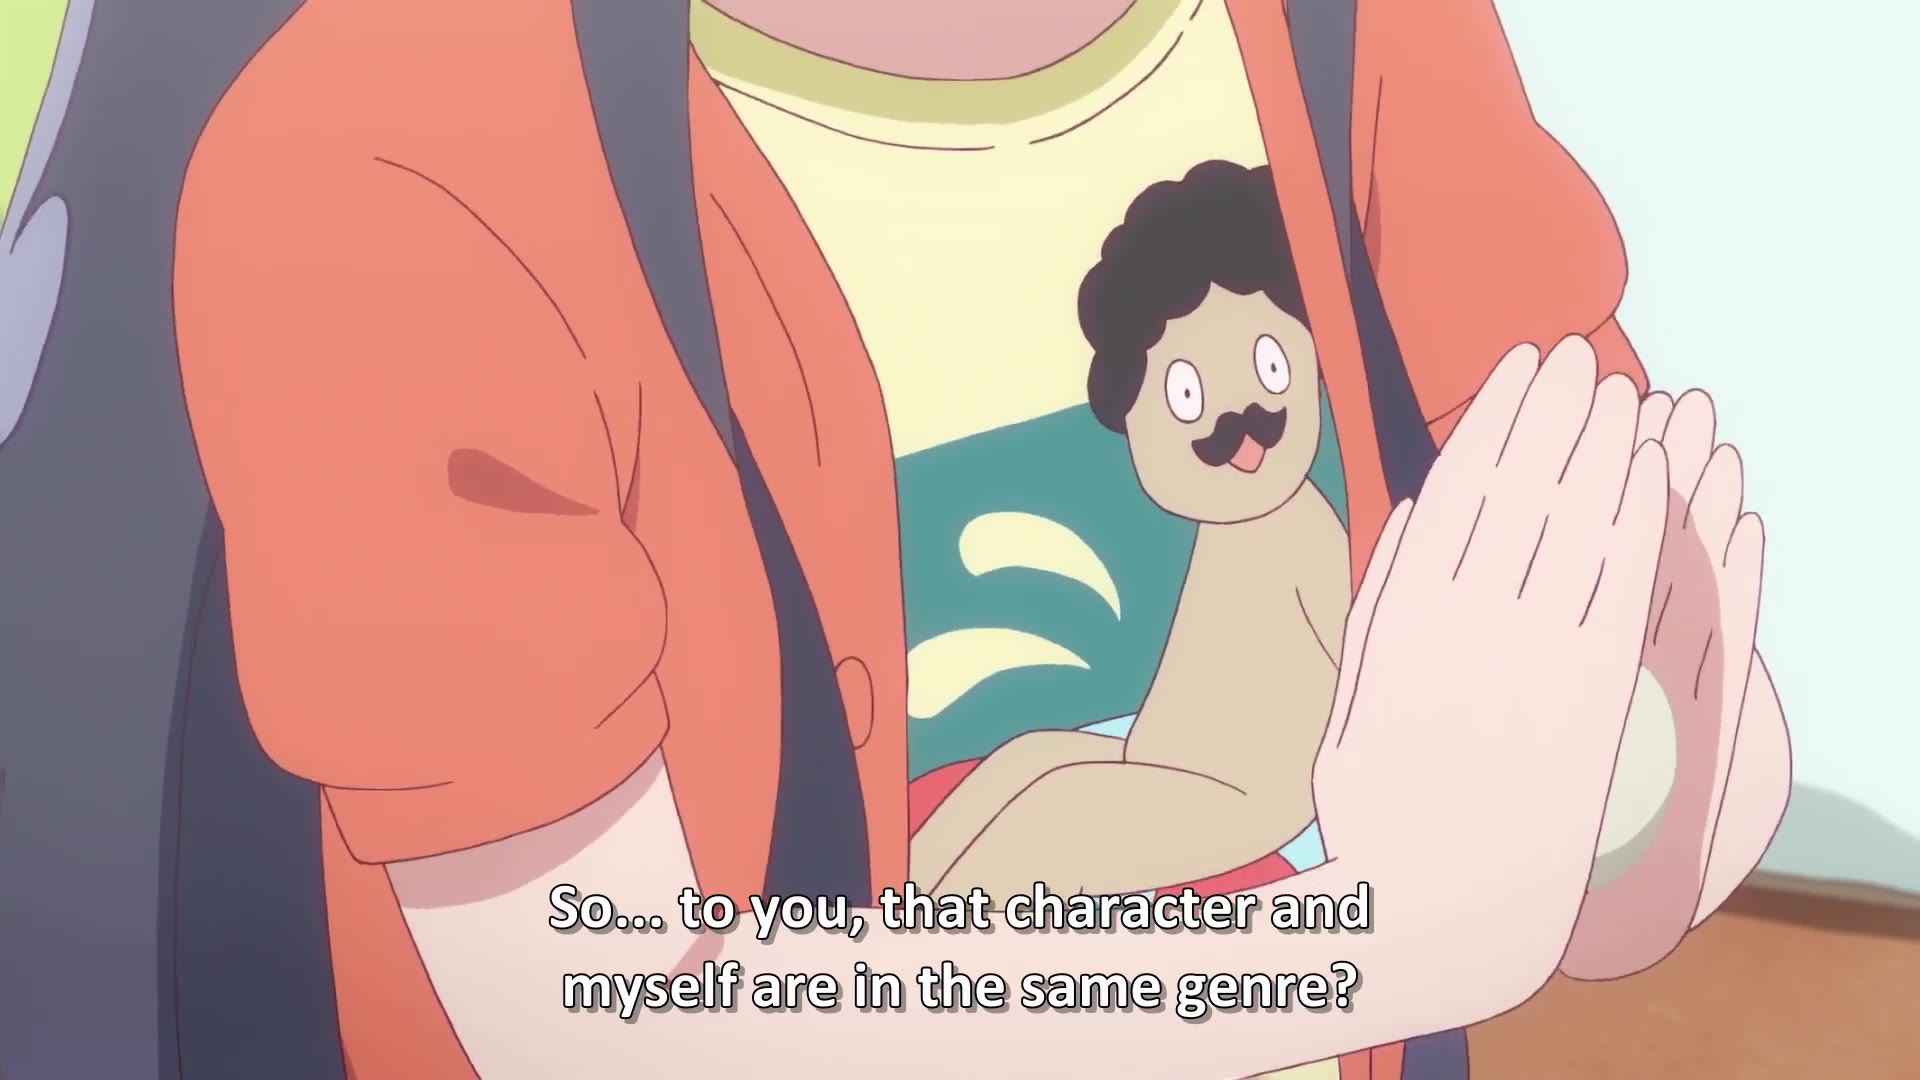 So... to you, that character and
myself are in the same genre?